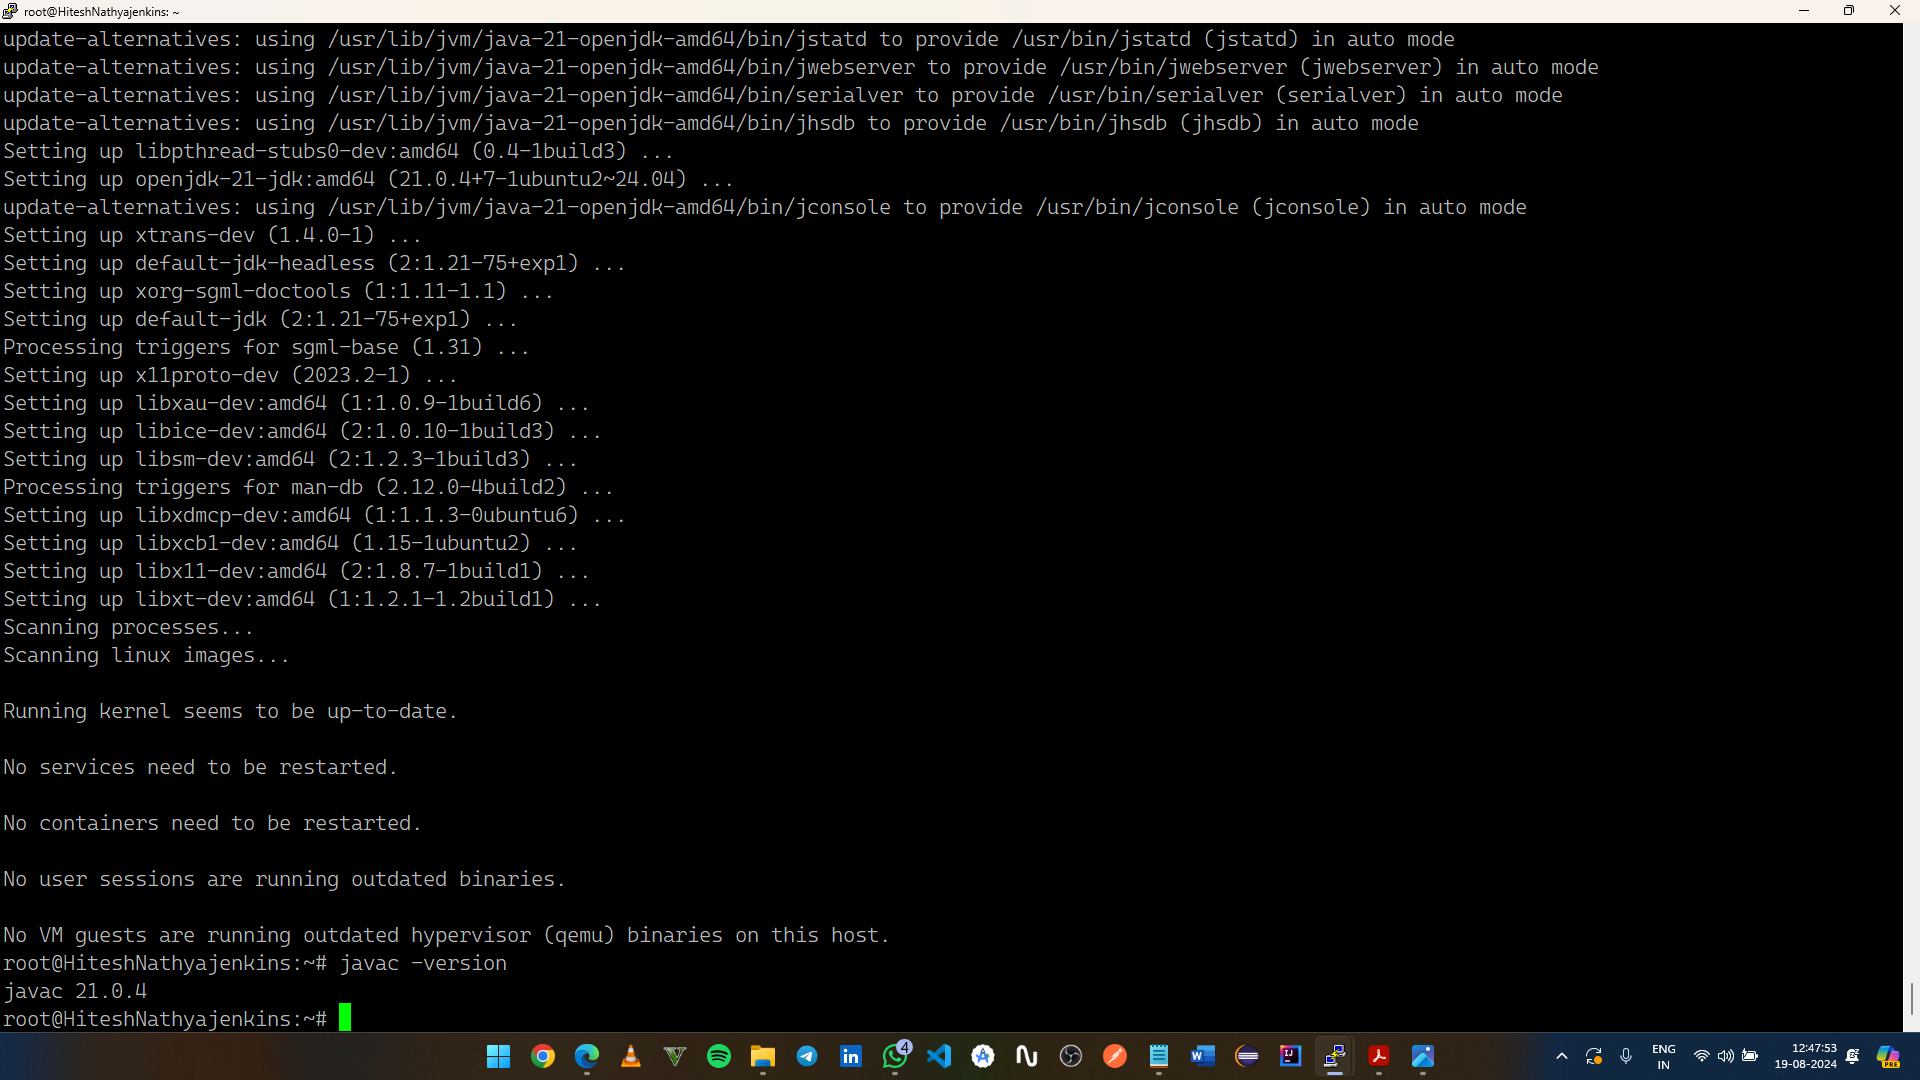 root@HiteshNathyajenkins: ~
update-alternatives: using /usr/lib/jvm/java-21-openjdk-amd64/bin/jstatd to provide /usr/bin/jstatd (jstatd) in auto mode
update-alternatives: using /usr/lib/jvm/java-21-openjdk-amd64/bin/jwebserver to provide /usr/bin/jwebserver (jwebserver) in auto mode
update-alternatives: using /usr/lib/jvm/java-21-openjdk-amd64/bin/serialver to provide /usr/bin/serialver (serialver) in auto mode
update-alternatives: using /usr/lib/jvm/java-21-openjdk-amd64/bin/jhsdb to provide /usr/bin/jhsdb (jhsdb) in auto mode
Setting up libpthread-stubs0-dev:amd64 (0.4-1build3) ...
Setting up openjdk-21-jdk:amd64 (21.0.4+7-1ubuntu2~24.04) ...
update-alternatives: using /usr/lib/jvm/java-21-openjdk-amd64/bin/jconsole to provide /usr/bin/jconsole (jconsole) in auto mode
Setting up xtrans-dev (1.4.0-1) ...
Setting up default-jdk-headless (2:1.21-75+exp1) ...
Setting up xorg-sgml-doctools (1:1.11-1.1) ...
Setting up default-jdk (2:1.21-75+exp1) ...
Processing triggers for sgml-base (1.31) ...
Setting up x11proto-dev (2023.2-1) ...
Setting up libxau-dev:amd64 (1:1.0.9-1build6) ...
Setting up libice-dev:amd64 (2:1.0.10-1build3) ...
Setting up libsm-dev:amd64 (2:1.2.3-1build3) ...
Processing triggers for man-db (2.12.0-4build2) ...
Setting up libxdmcp-dev:amd64 (1:1.1.3-0ubuntu6) ...
Setting up libxcb1-dev:amd64 (1.15-1ubuntu2) ...
Setting up libx11-dev:amd64 (2:1.8.7-1build1) ...
Setting up libxt-dev:amd64 (1:1.2.1-1.2build1) ...
Scanning processes...
Scanning linux images...
Running kernel seems to be up-to-date.
No services need to be restarted.
No containers need to be restarted.
No user sessions are running outdated binaries.
No VM guests are running outdated hypervisor (qemu) binaries on this host.
root@HiteshNathyajenkins:~# javac -version
javac 21.0.4
root@HiteshNathyajenkins:~#
4
ENG
IN
12:47:53
19-08-2024
PRE